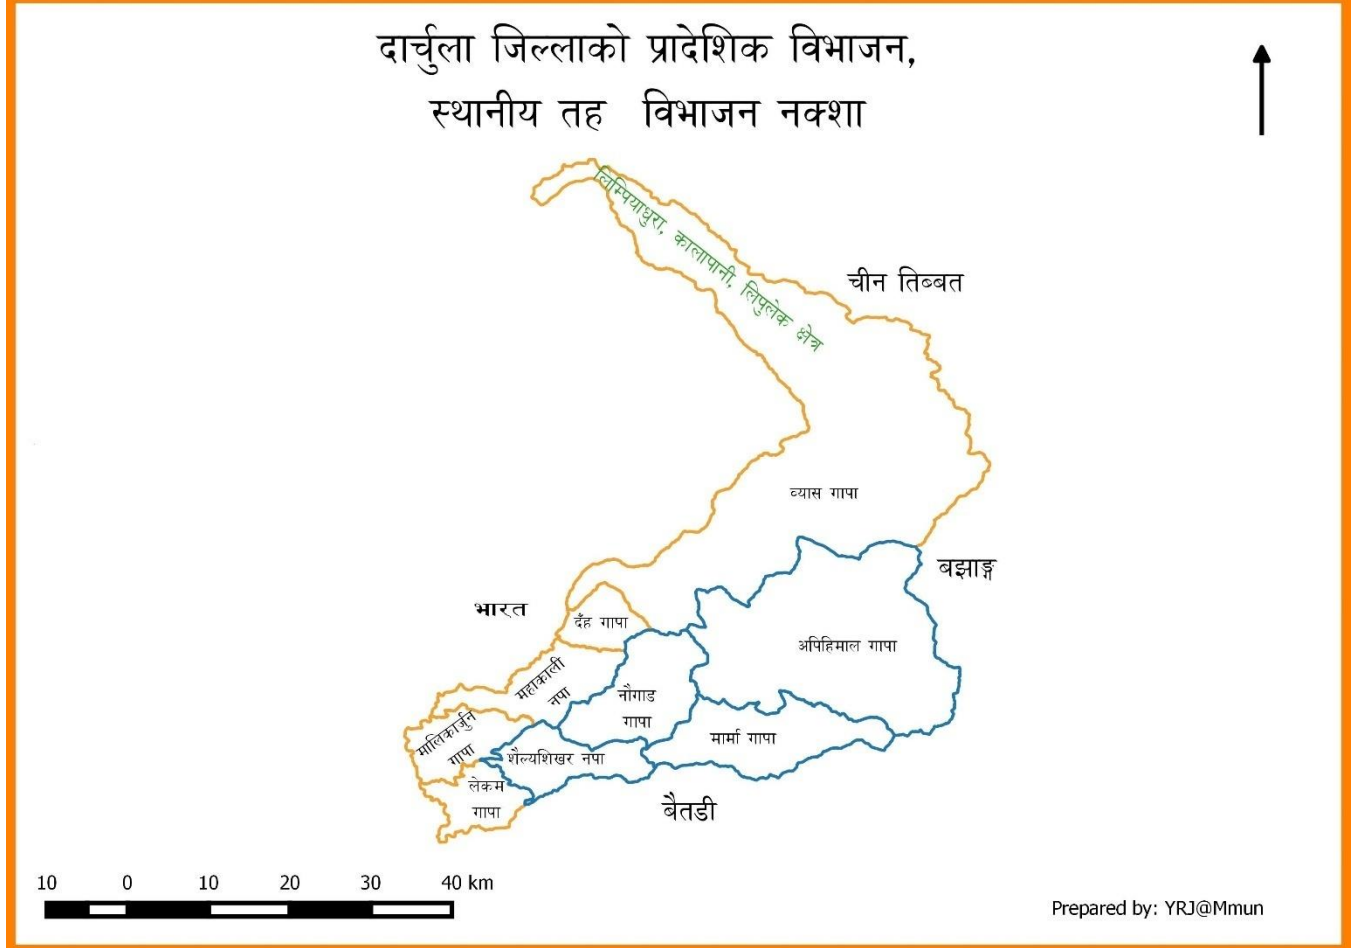 दार्चुला जिल्लाको प्रादेशिक विभाजन,
स्थानीय तह विभाजन नक्शा
लिम्पियाधुरा, कालापानी, लिपुलेक क्षेत्र
चीन तिब्बत
व्यास गापा
बझाङ्ग
भारत
दँह गापा
अपिहिमाल गापा
महाकाली
नपा
नौगाड
गापा
मालिकार्जुन
गापा
मार्मा गापा
शैल्यशिखर नपा
लेकम
गापा
बैतडी
10 0 10 20 30 40 km
Prepared by: YRJ@Mmun